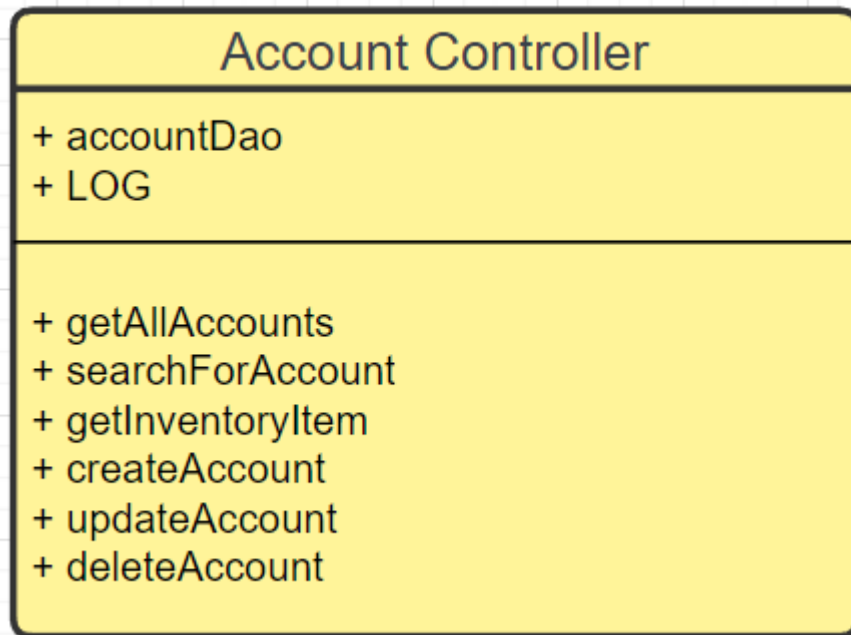 Account Controller
+ accountDao
+ LOG
+ getAllAccounts
+ searchForAccount
+ getInventoryItem
+ createAccount
+ updateAccount
+ deleteAccount